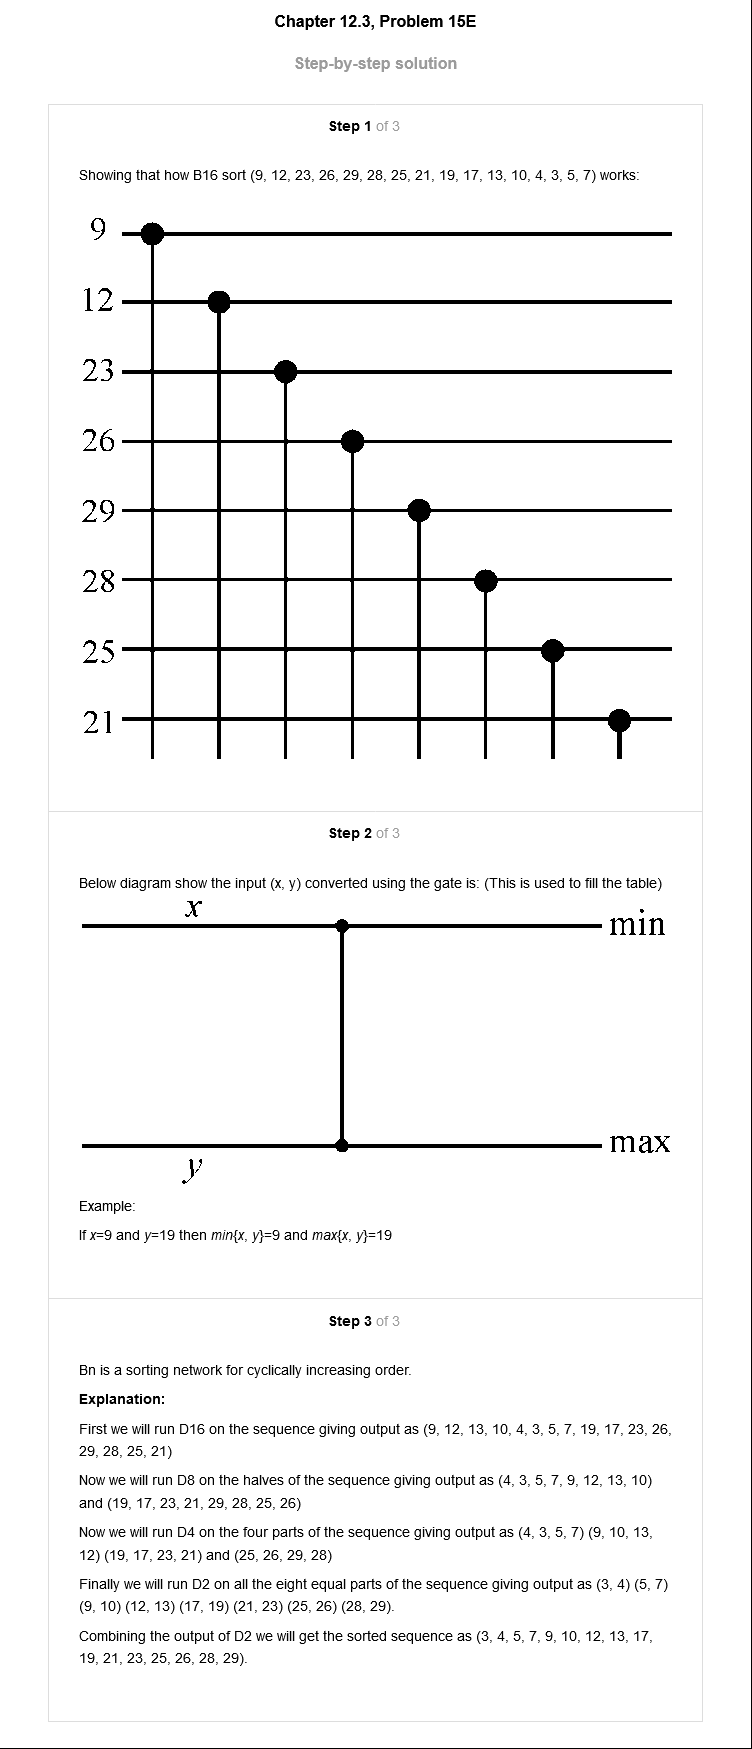 Chapter 12.3, Problem 15E
Step-by-step solution
Step 1 of 3
Showing that how B16 sort (9, 12, 23, 26, 29, 28, 25, 21, 19, 17, 13, 10, 4, 3, 5, 7) works:
9
12
23
26
29
28
25
21
Step 2 of 3
Below diagram show the input (x, y) converted using the gate is: (This is used to fill the table)
x
min
max
y
Example:
If x=9 and y=19 then min{x, y}=9 and max{x, y}=19
Step 3 of 3
Bn is a sorting network for cyclically increasing order.
Explanation:
First we will run D16 on the sequence giving output as (9, 12, 13, 10, 4, 3, 5, 7, 19, 17, 23, 26,
29, 28, 25, 21)
Now we will run D8 on the halves of the sequence giving output as (4, 3, 5, 7, 9, 12, 13, 10)
and (19, 17, 23, 21, 29, 28, 25, 26)
Now we will run D4 on the four parts of the sequence giving output as (4, 3, 5, 7) (9, 10, 13,
12) (19, 17, 23, 21) and (25, 26, 29, 28)
Finally we will run D2 on all the eight equal parts of the sequence giving output as (3, 4) (5, 7)
(9, 10) (12, 13) (17, 19) (21, 23) (25, 26) (28, 29).
Combining the output of D2 we will get the sorted sequence as (3, 4, 5, 7, 9, 10, 12, 13, 17,
19, 21, 23, 25, 26, 28, 29).